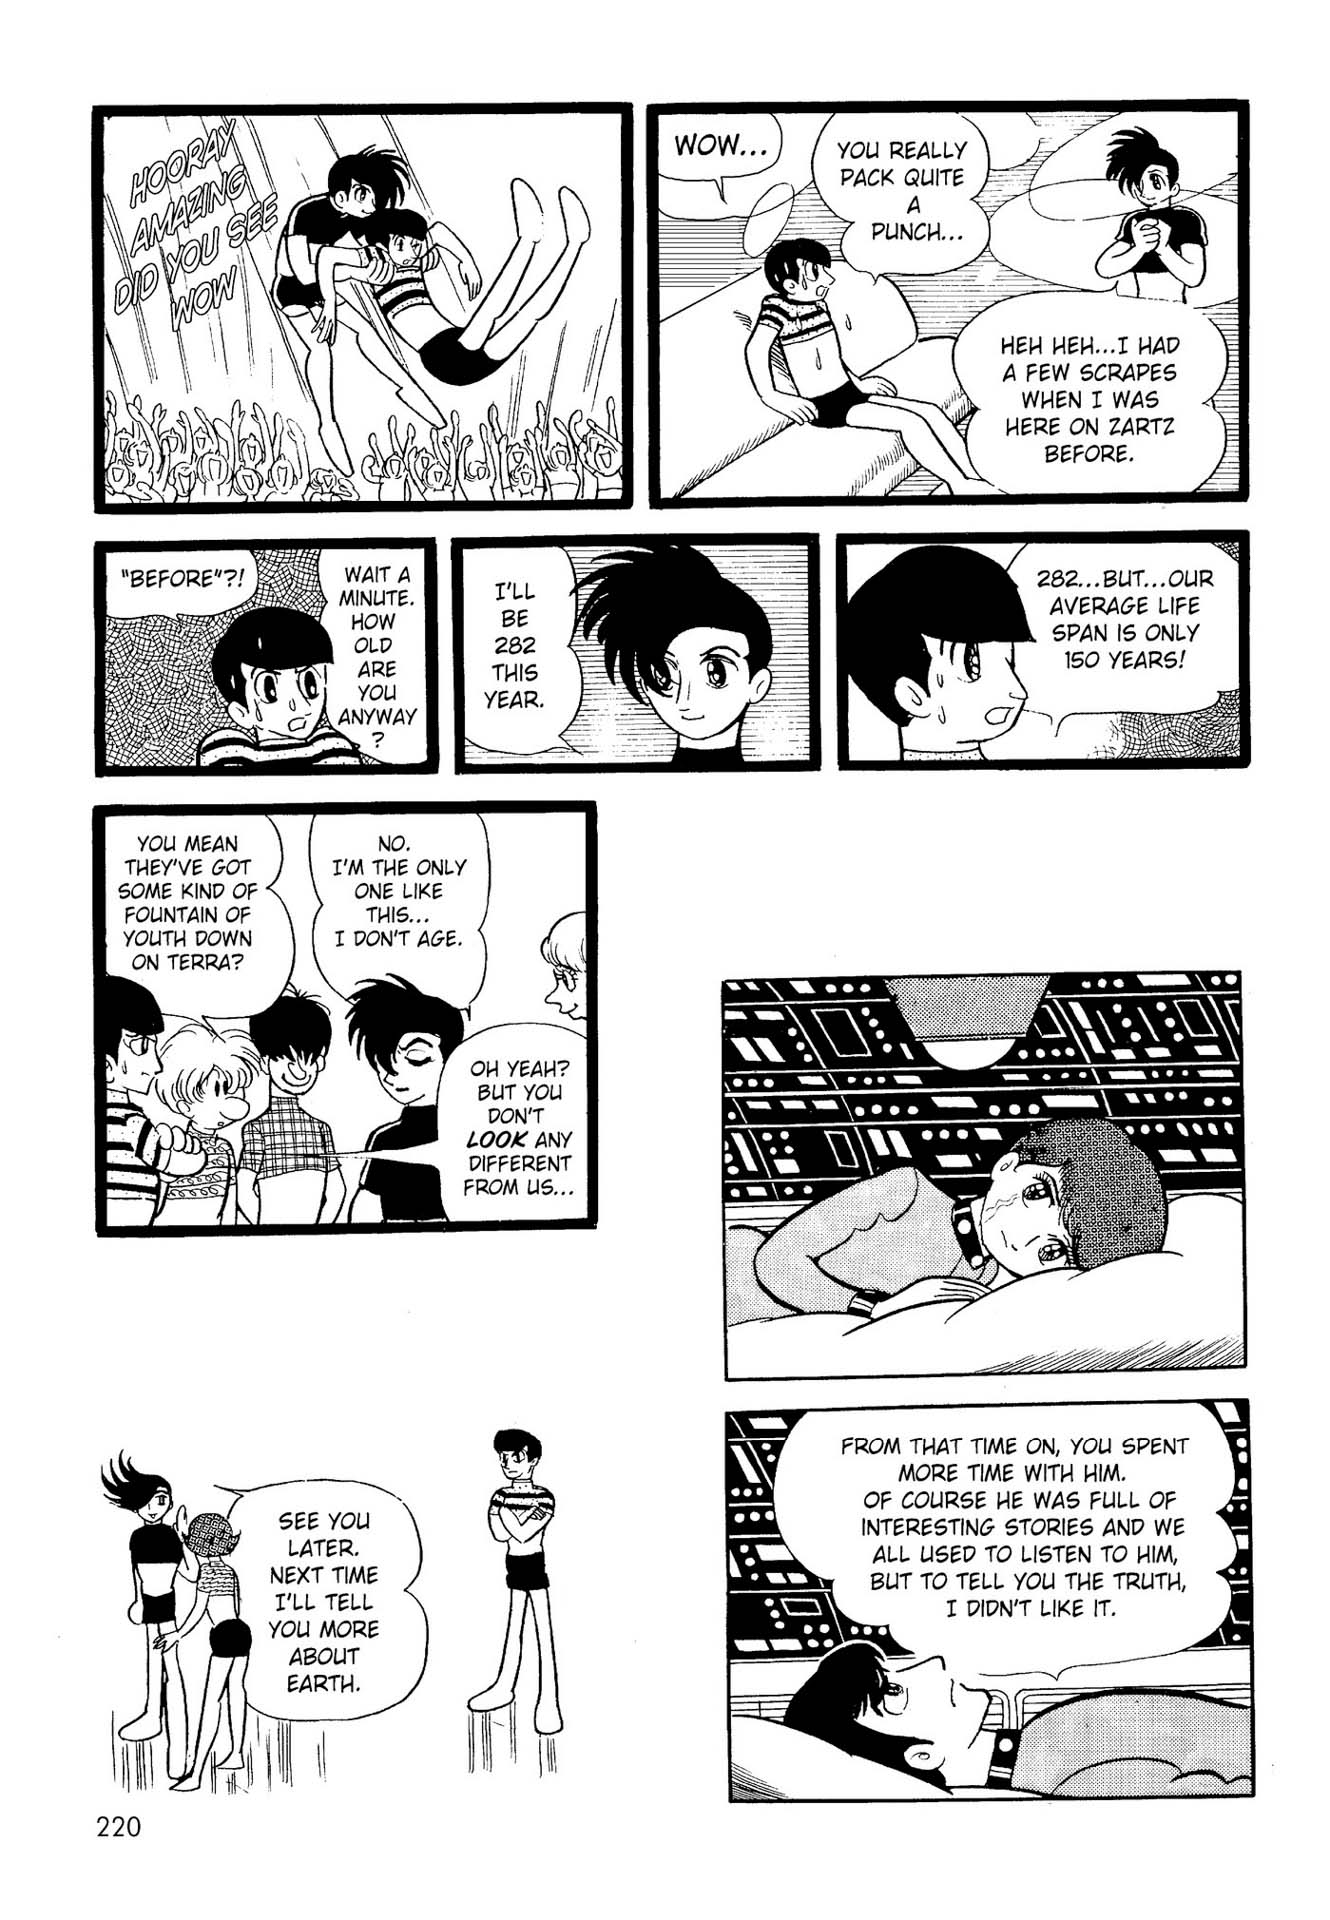 HOORAY
AMAZING
DID YOU SEE
WOW
WOW...
YOU REALLY
PACK QUITE
A
PUNCH...
HEH HEH...I HAD
A FEW SCRAPES
WHEN I WAS
HERE ON ZARTZ
BEFORE.
"BEFORE"?!
WAIT A
MINUTE.
HOW
OLD
ARE
YOU
ANYWAY
?
I'LL
BE
282
THIS
YEAR.
282...BUT...OUR
AVERAGE LIFE
SPAN IS ONLY
150 YEARS!
YOU MEAN
THEY'VE GOT
SOME KIND OF
FOUNTAIN OF
YOUTH DOWN
ON TERRA?
NO.
I'M THE ONLY
ONE LIKE
THIS...
I DON'T AGE.
OH YEAH?
BUT YOU
DON'T
LOOK ANY
DIFFERENT
FROM US...
SEE YOU
LATER.
NEXT TIME
I'LL TELL
YOU MORE
ABOUT
EARTH.
FROM THAT TIME ON, YOU SPENT
MORE TIME WITH HIM.
OF COURSE HE WAS FULL OF
INTERESTING STORIES AND WE
ALL USED TO LISTEN TO HIM,
BUT TO TELL YOU THE TRUTH,
I DIDN'T LIKE IT.
220